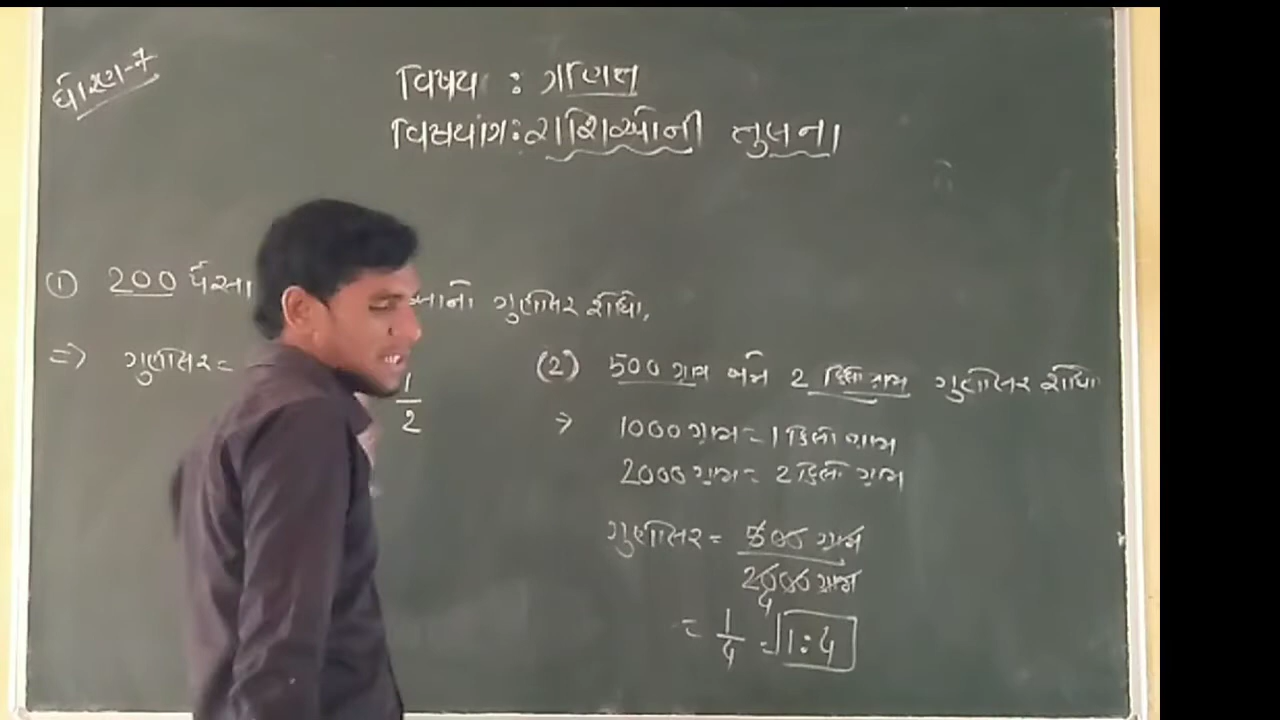 ધોરણ-7
વિષય : ગણિત
વિષયાંગ : રાશિઓની તુલના
① 200 પૈસા
ગુણોત્તર શોધો.
=> ગુણોત્તર =
1
2
(2) 500 ગ્રામ અને 2 કિલો ગ્રામ ગુણોત્તર શોધો
1000 ગ્રામ = 1 કિલો ગ્રામ
2000 ગ્રામ = 2 કિલો ગ્રામ
ગુણોત્તર = 500 ગ્રામ
2000 ગ્રામ
4
= 1/4 = 1:4